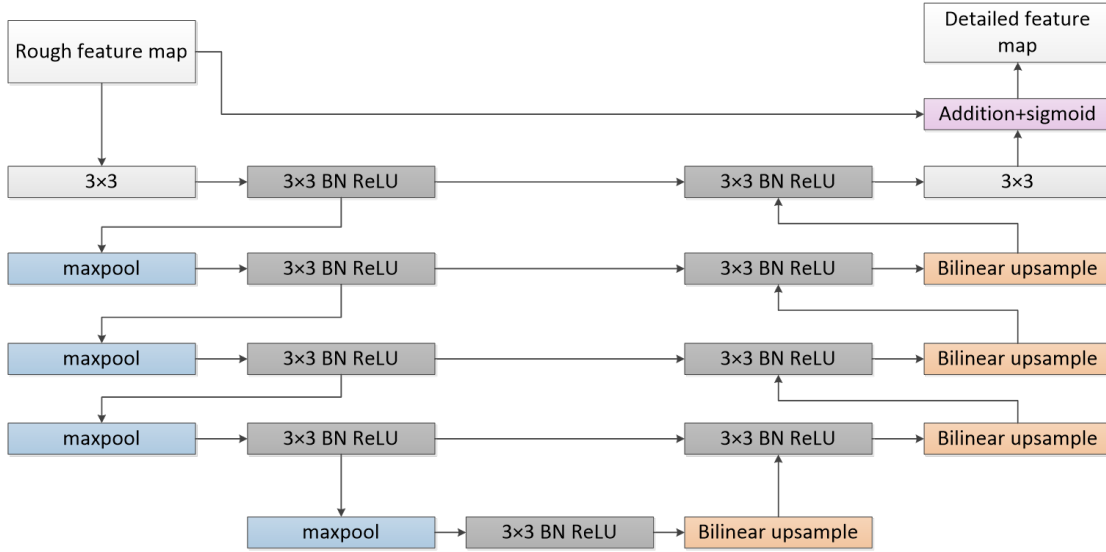 Rough feature map
Detailed feature
map
Addition+sigmoid
3×3
3×3 BN ReLU
3×3 BN ReLU
3×3
maxpool
3×3 BN ReLU
3×3 BN ReLU
Bilinear upsample
maxpool
3×3 BN ReLU
3×3 BN ReLU
Bilinear upsample
maxpool
3×3 BN ReLU
3×3 BN ReLU
Bilinear upsample
maxpool
3×3 BN ReLU
Bilinear upsample